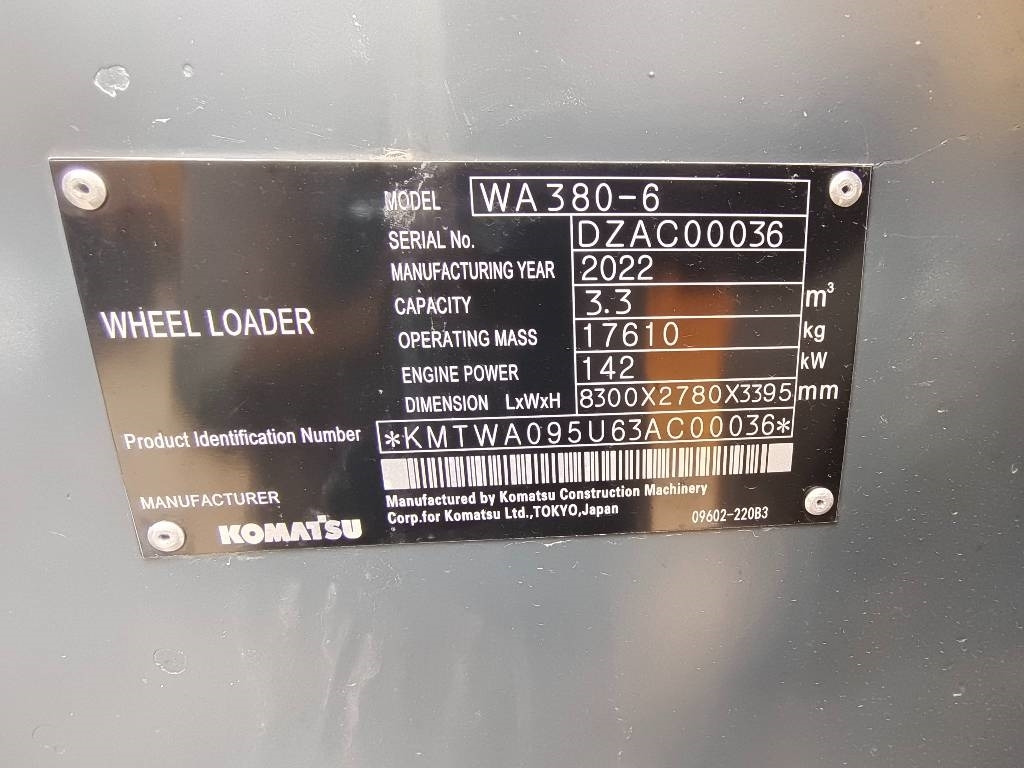 MODEL WA380-6
SERIAL No. DZAC00036
MANUFACTURING YEAR 2022
CAPACITY 3.3 m³
WHEEL LOADER
OPERATING MASS 17610 kg
ENGINE POWER 142 kW
DIMENSION LxWxH 8300X2780X3395 mm
Product Identification Number *KMTWA095U63AC00036*
MANUFACTURER
KOMATSU
Manufactured by Komatsu Construction Machinery
Corp.for Komatsu Ltd.,TOKYO,Japan
09602-220B3